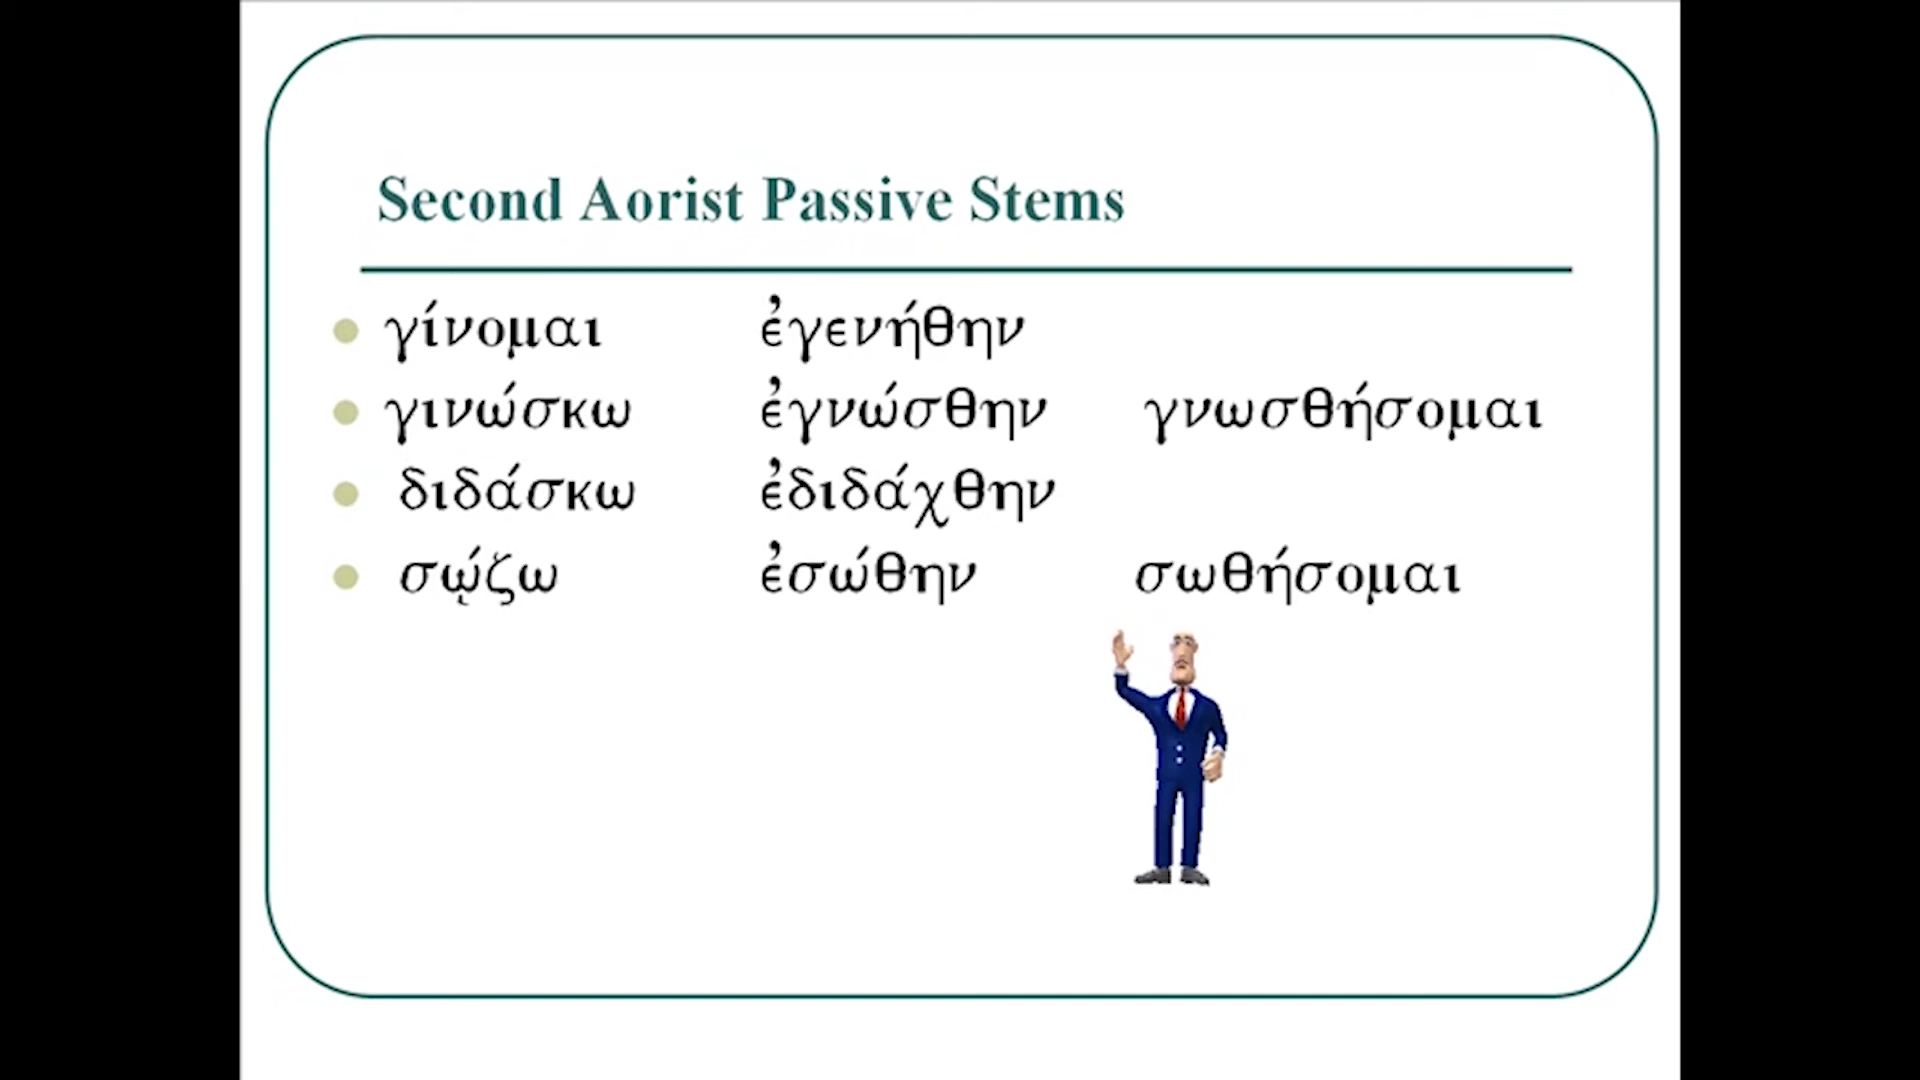 Second Aorist Passive Stems
γίνομαι ἐγενήθην
γινώσκω ἐγνώσθην γνωσθήσομαι
διδάσκω ἐδιδάχθην
σῴζω ἐσώθην σωθήσομαι